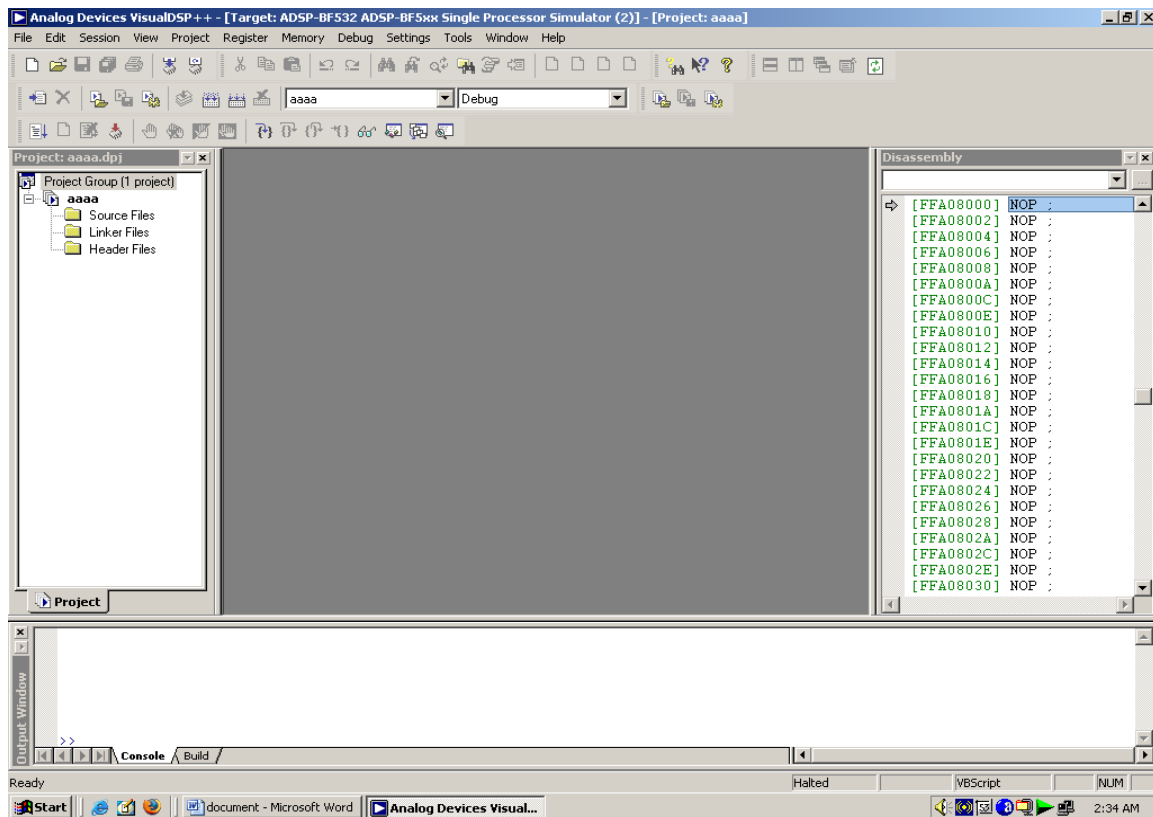 Analog Devices VisualDSP++ - [Target: ADSP-BF532 ADSP-BF5xx Single Processor Simulator (2)] - [Project: aaaa]
File Edit Session View Project Register Memory Debug Settings Tools Window Help
aaaa Debug
Project: aaaa.dpj
Project Group (1 project)
aaaa
Source Files
Linker Files
Header Files
Project
Disassembly
...
[FFA08000] NOP ;
[FFA08002] NOP ;
[FFA08004] NOP ;
[FFA08006] NOP ;
[FFA08008] NOP ;
[FFA0800A] NOP ;
[FFA0800C] NOP ;
[FFA0800E] NOP ;
[FFA08010] NOP ;
[FFA08012] NOP ;
[FFA08014] NOP ;
[FFA08016] NOP ;
[FFA08018] NOP ;
[FFA0801A] NOP ;
[FFA0801C] NOP ;
[FFA0801E] NOP ;
[FFA08020] NOP ;
[FFA08022] NOP ;
[FFA08024] NOP ;
[FFA08026] NOP ;
[FFA08028] NOP ;
[FFA0802A] NOP ;
[FFA0802C] NOP ;
[FFA0802E] NOP ;
[FFA08030] NOP ;
Output Window
>>
Console Build
Ready Halted VBScript NUM
Start document - Microsoft Word Analog Devices Visual... 2:34 AM